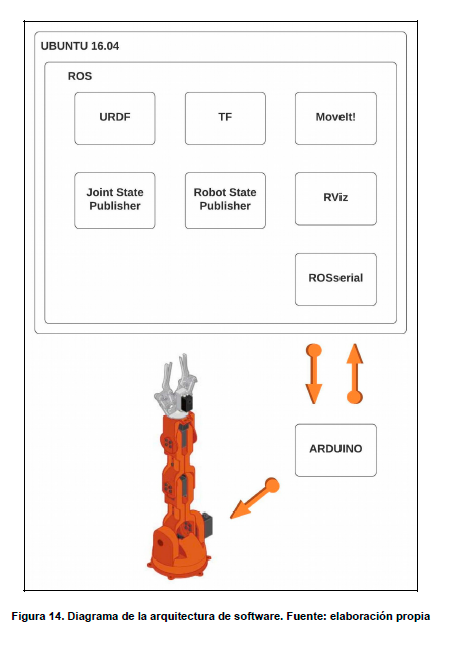 UBUNTU 16.04
ROS
URDF
TF
MoveIt!
Joint State
Publisher
Robot State
Publisher
RViz
ROSserial
ARDUINO
Figura 14. Diagrama de la arquitectura de software. Fuente: elaboración propia